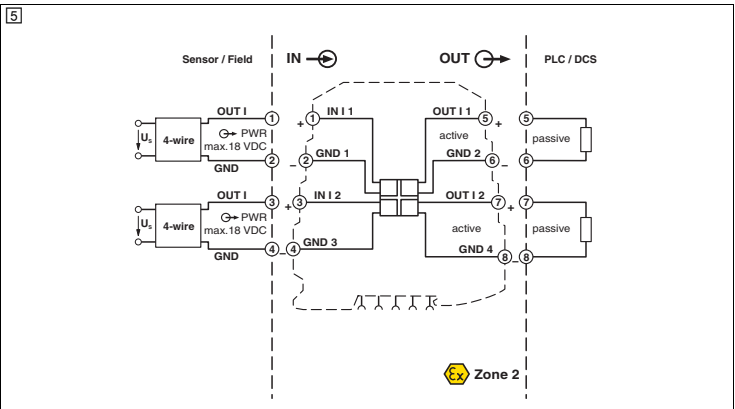 5
Sensor / Field
IN
OUT
PLC / DCS
OUT I
1
+
1
IN I 1
OUT I 1
5
+
5
Us
4-wire
PWR
max.18 VDC
active
passive
GND
2
–
2
GND 1
GND 2
6
–
6
OUT I
3
+
3
IN I 2
OUT I 2
7
+
7
Us
4-wire
PWR
max.18 VDC
active
passive
GND
4
–
4
GND 3
GND 4
8
–
8
Ex Zone 2